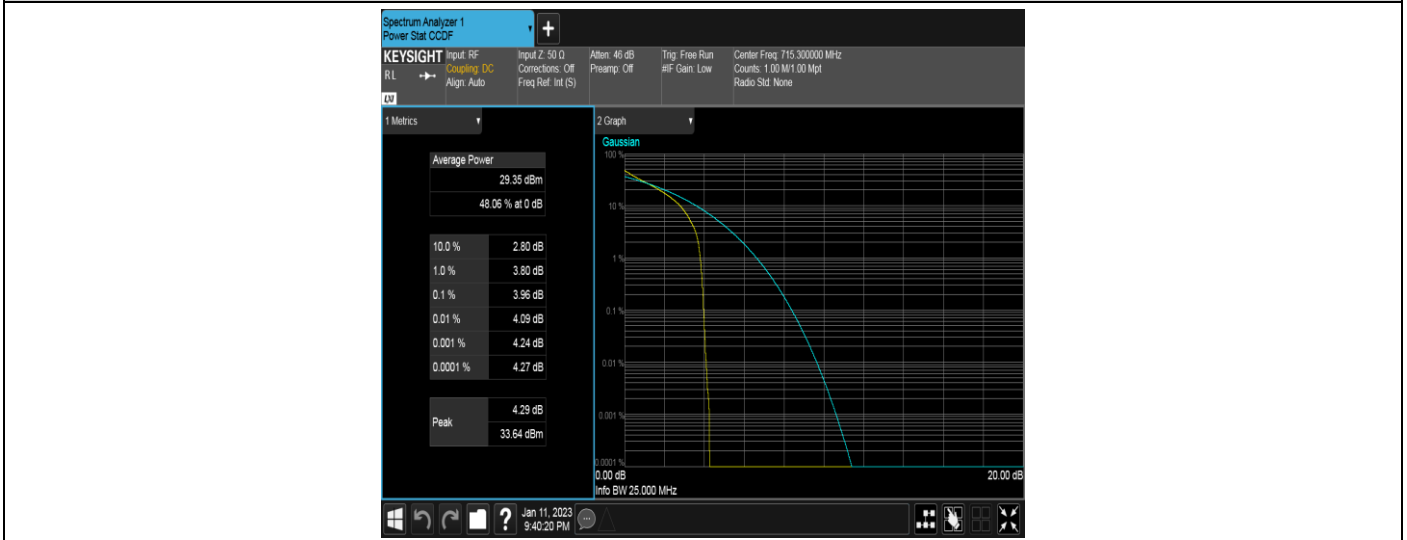 Spectrum Analyzer 1
Power Stat CCDF
+
KEYSIGHT
RL
LXI
Input: RF
Coupling: DC
Align: Auto
Input Z: 50 Ω
Corrections: Off
Freq Ref: Int (S)
Atten: 46 dB
Preamp: Off
Trig: Free Run
#IF Gain: Low
Center Freq: 715.300000 MHz
Counts: 1.00 M/1.00 Mpt
Radio Std: None
1 Metrics
Average Power
29.35 dBm
48.06 % at 0 dB
10.0 % 2.80 dB
1.0 % 3.80 dB
0.1 % 3.96 dB
0.01 % 4.09 dB
0.001 % 4.24 dB
0.0001 % 4.27 dB
Peak
4.29 dB
33.64 dBm
2 Graph
Gaussian
100 %
10 %
1 %
0.1 %
0.01 %
0.001 %
0.0001 %
0.00 dB 20.00 dB
Info BW 25.000 MHz
?
Jan 11, 2023
9:40:20 PM